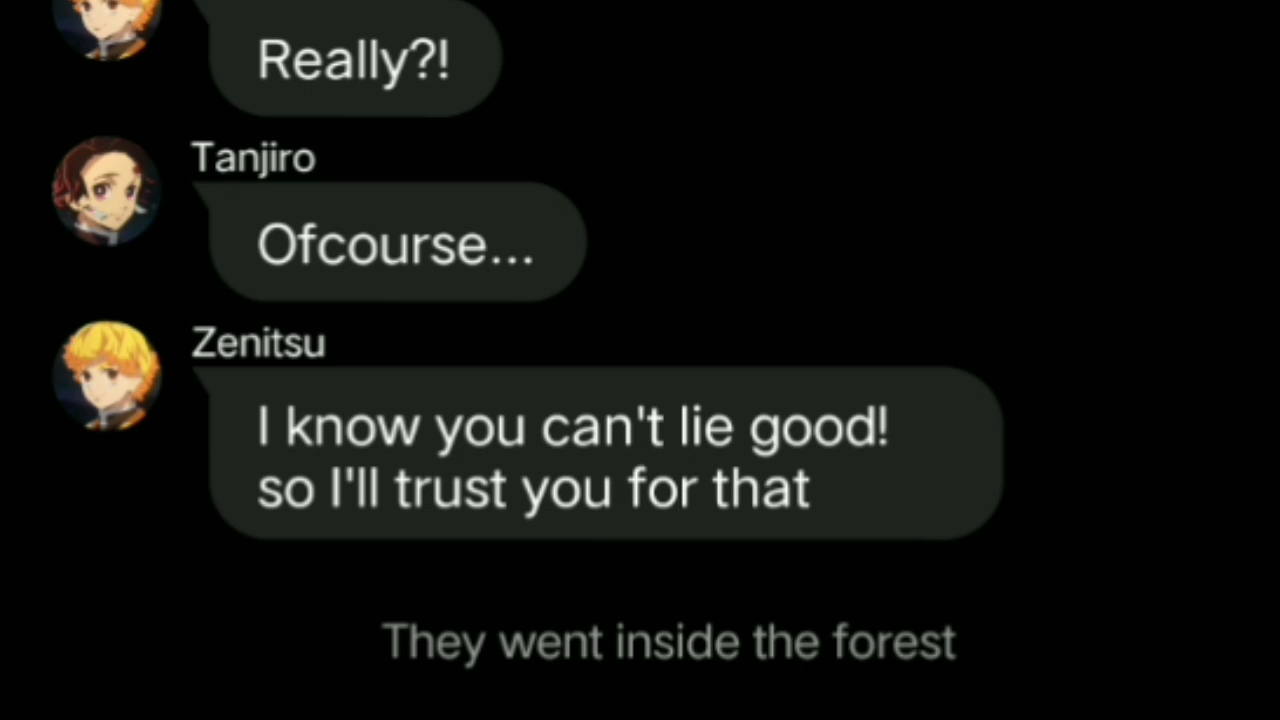 Really?!
Tanjiro
Ofcourse...
Zenitsu
I know you can't lie good!
so I'll trust you for that
They went inside the forest